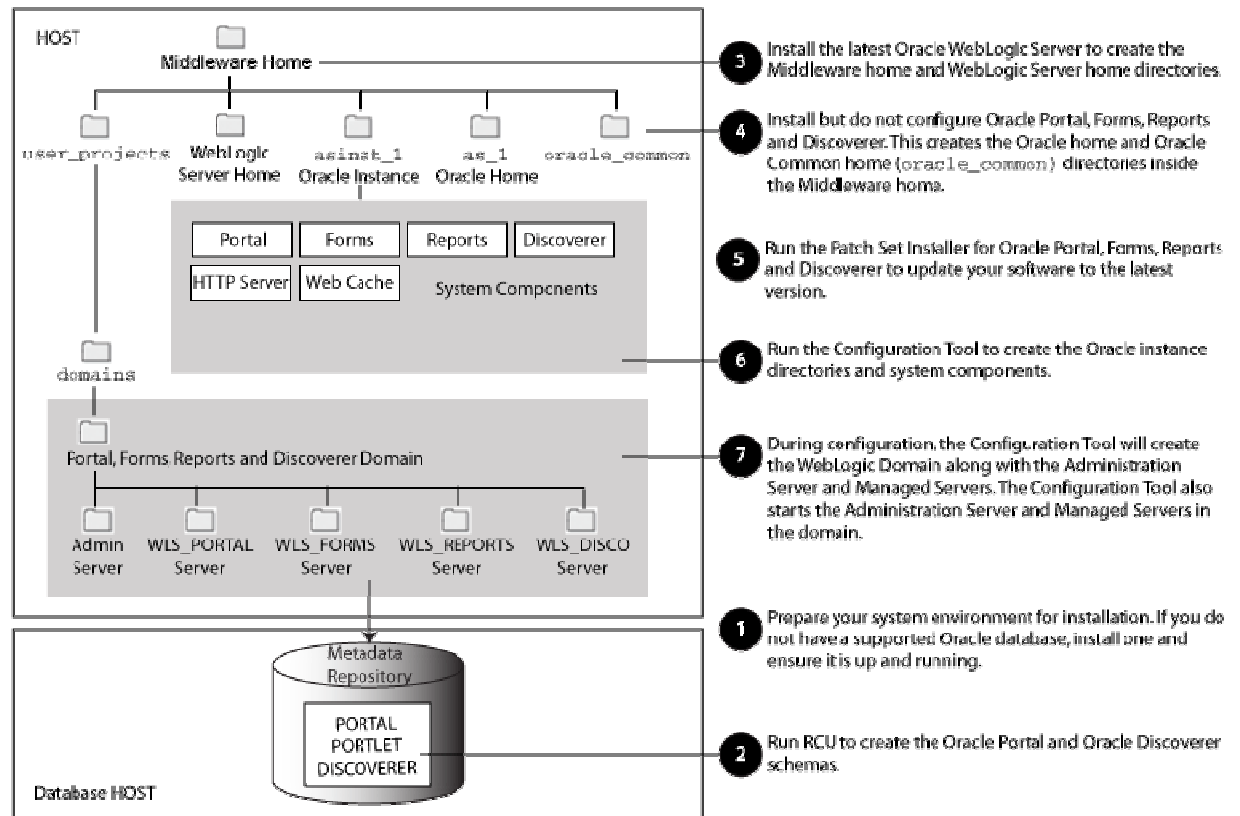 HOST
Middleware Home
user_projects
WebLogic
Server Home
asinst_1
Oracle Instance
as_1
Oracle Home
oracle_common
Portal
Forms
Reports
Discoverer
HTTP Server
Web Cache
System Components
domains
Portal, Forms, Reports and Discoverer Domain
Admin
Server
WLS_PORTAL
Server
WLS_FORMS
Server
WLS_REPORTS
Server
WLS_DISCO
Server
Metadata
Repository
PORTAL
PORTLET
DISCOVERER
Database HOST
3
Install the latest Oracle WebLogic Server to create the
Middleware home and WebLogic Server home directories.
4
Install but do not configure Oracle Portal, Forms, Reports
and Discoverer. This creates the Oracle home and Oracle
Common home (oracle_common) directories inside
the Middleware home.
5
Run the Patch Set Installer for Oracle Portal, Forms, Reports
and Discoverer to update your software to the latest
version.
6
Run the Configuration Tool to create the Oracle instance
directories and system components.
7
During configuration, the Configuration Tool will create
the WebLogic Domain along with the Administration
Server and Managed Servers. The Configuration Tool also
starts the Administration Server and Managed Servers in
the domain.
1
Prepare your system environment for installation. If you do
not have a supported Oracle database, install one and
ensure it is up and running.
2
Run RCU to create the Oracle Portal and Oracle Discoverer
schemas.